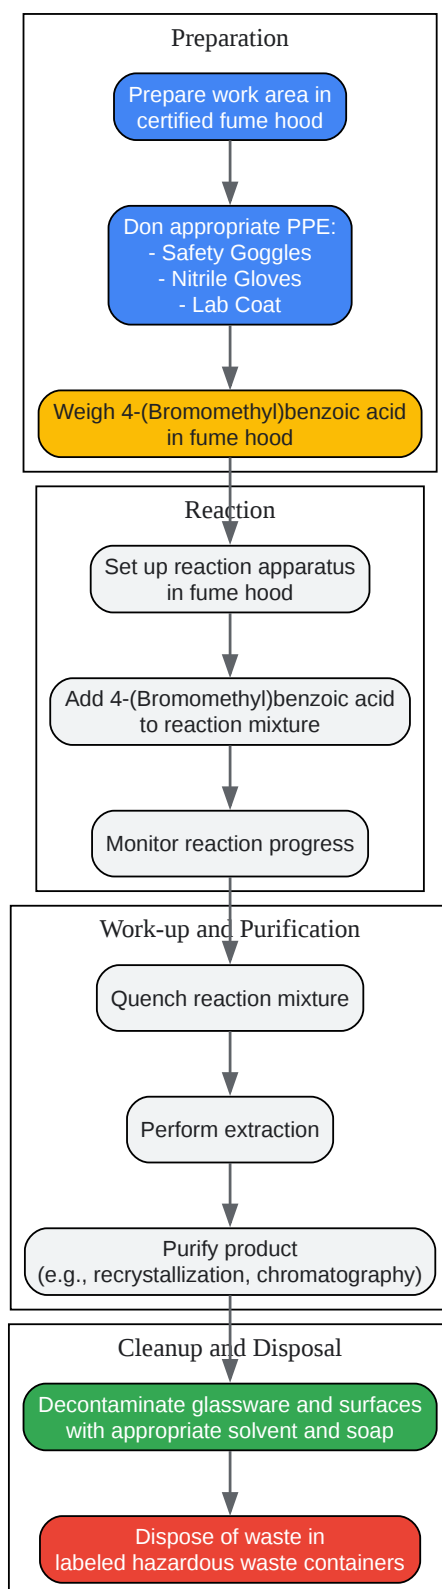 Preparation
Prepare work area in
certified fume hood
Don appropriate PPE:
- Safety Goggles
- Nitrile Gloves
- Lab Coat
Weigh 4-(Bromomethyl)benzoic acid
in fume hood
Reaction
Set up reaction apparatus
in fume hood
Add 4-(Bromomethyl)benzoic acid
to reaction mixture
Monitor reaction progress
Work-up and Purification
Quench reaction mixture
Perform extraction
Purify product
(e.g., recrystallization, chromatography)
Cleanup and Disposal
Decontaminate glassware and surfaces
with appropriate solvent and soap
Dispose of waste in
labeled hazardous waste containers